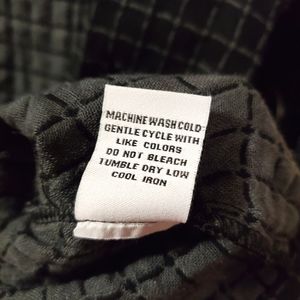 MACHINE WASH COLD
GENTLE CYCLE WITH
LIKE COLORS
DO NOT BLEACH
TUMBLE DRY LOW
COOL IRON